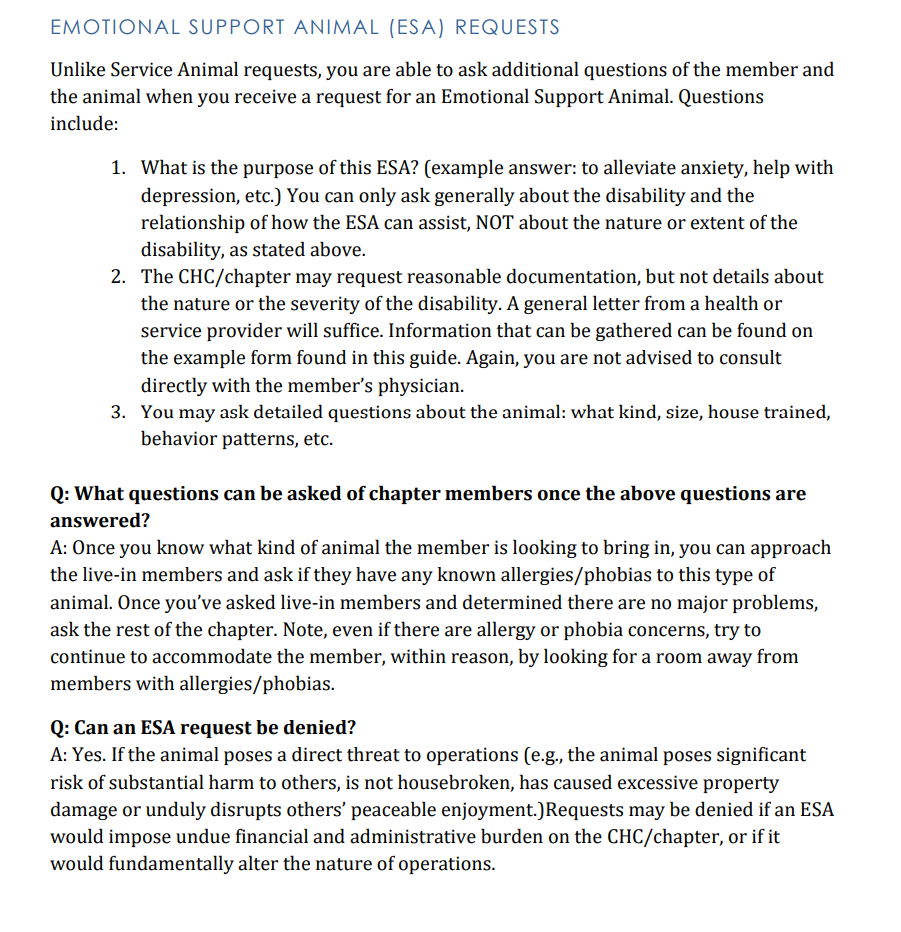 EMOTIONAL SUPPORT ANIMAL (ESA) REQUESTS
Unlike Service Animal requests, you are able to ask additional questions of the member and
the animal when you receive a request for an Emotional Support Animal. Questions
include:
1. What is the purpose of this ESA? (example answer: to alleviate anxiety, help with
depression, etc.) You can only ask generally about the disability and the
relationship of how the ESA can assist, NOT about the nature or extent of the
disability, as stated above.
2. The CHC/chapter may request reasonable documentation, but not details about
the nature or the severity of the disability. A general letter from a health or
service provider will suffice. Information that can be gathered can be found on
the example form found in this guide. Again, you are not advised to consult
directly with the member’s physician.
3. You may ask detailed questions about the animal: what kind, size, house trained,
behavior patterns, etc.
Q: What questions can be asked of chapter members once the above questions are
answered?
A: Once you know what kind of animal the member is looking to bring in, you can approach
the live-in members and ask if they have any known allergies/phobias to this type of
animal. Once you’ve asked live-in members and determined there are no major problems,
ask the rest of the chapter. Note, even if there are allergy or phobia concerns, try to
continue to accommodate the member, within reason, by looking for a room away from
members with allergies/phobias.
Q: Can an ESA request be denied?
A: Yes. If the animal poses a direct threat to operations (e.g., the animal poses significant
risk of substantial harm to others, is not housebroken, has caused excessive property
damage or unduly disrupts others’ peaceable enjoyment.)Requests may be denied if an ESA
would impose undue financial and administrative burden on the CHC/chapter, or if it
would fundamentally alter the nature of operations.